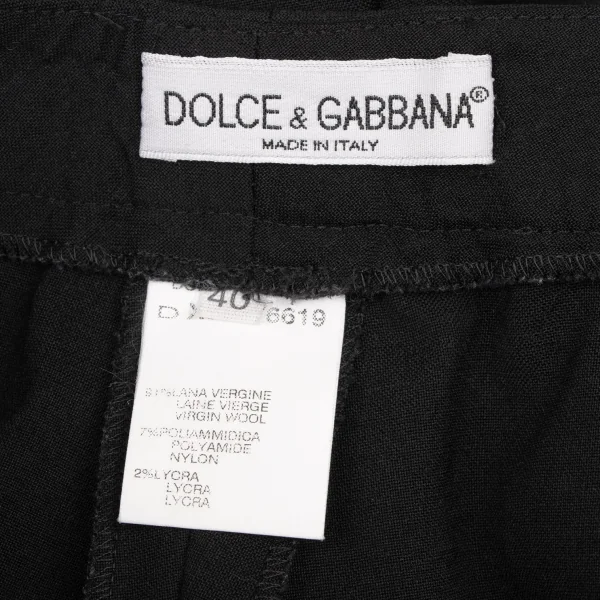 DOLCE & GABBANA®
MADE IN ITALY
40
D 6619
91%LANA VERGINE
LAINE VIERGE
VIRGIN WOOL
7%POLIAMMIDICA
POLYAMIDE
NYLON
2%LYCRA
LYCRA
LYCRA